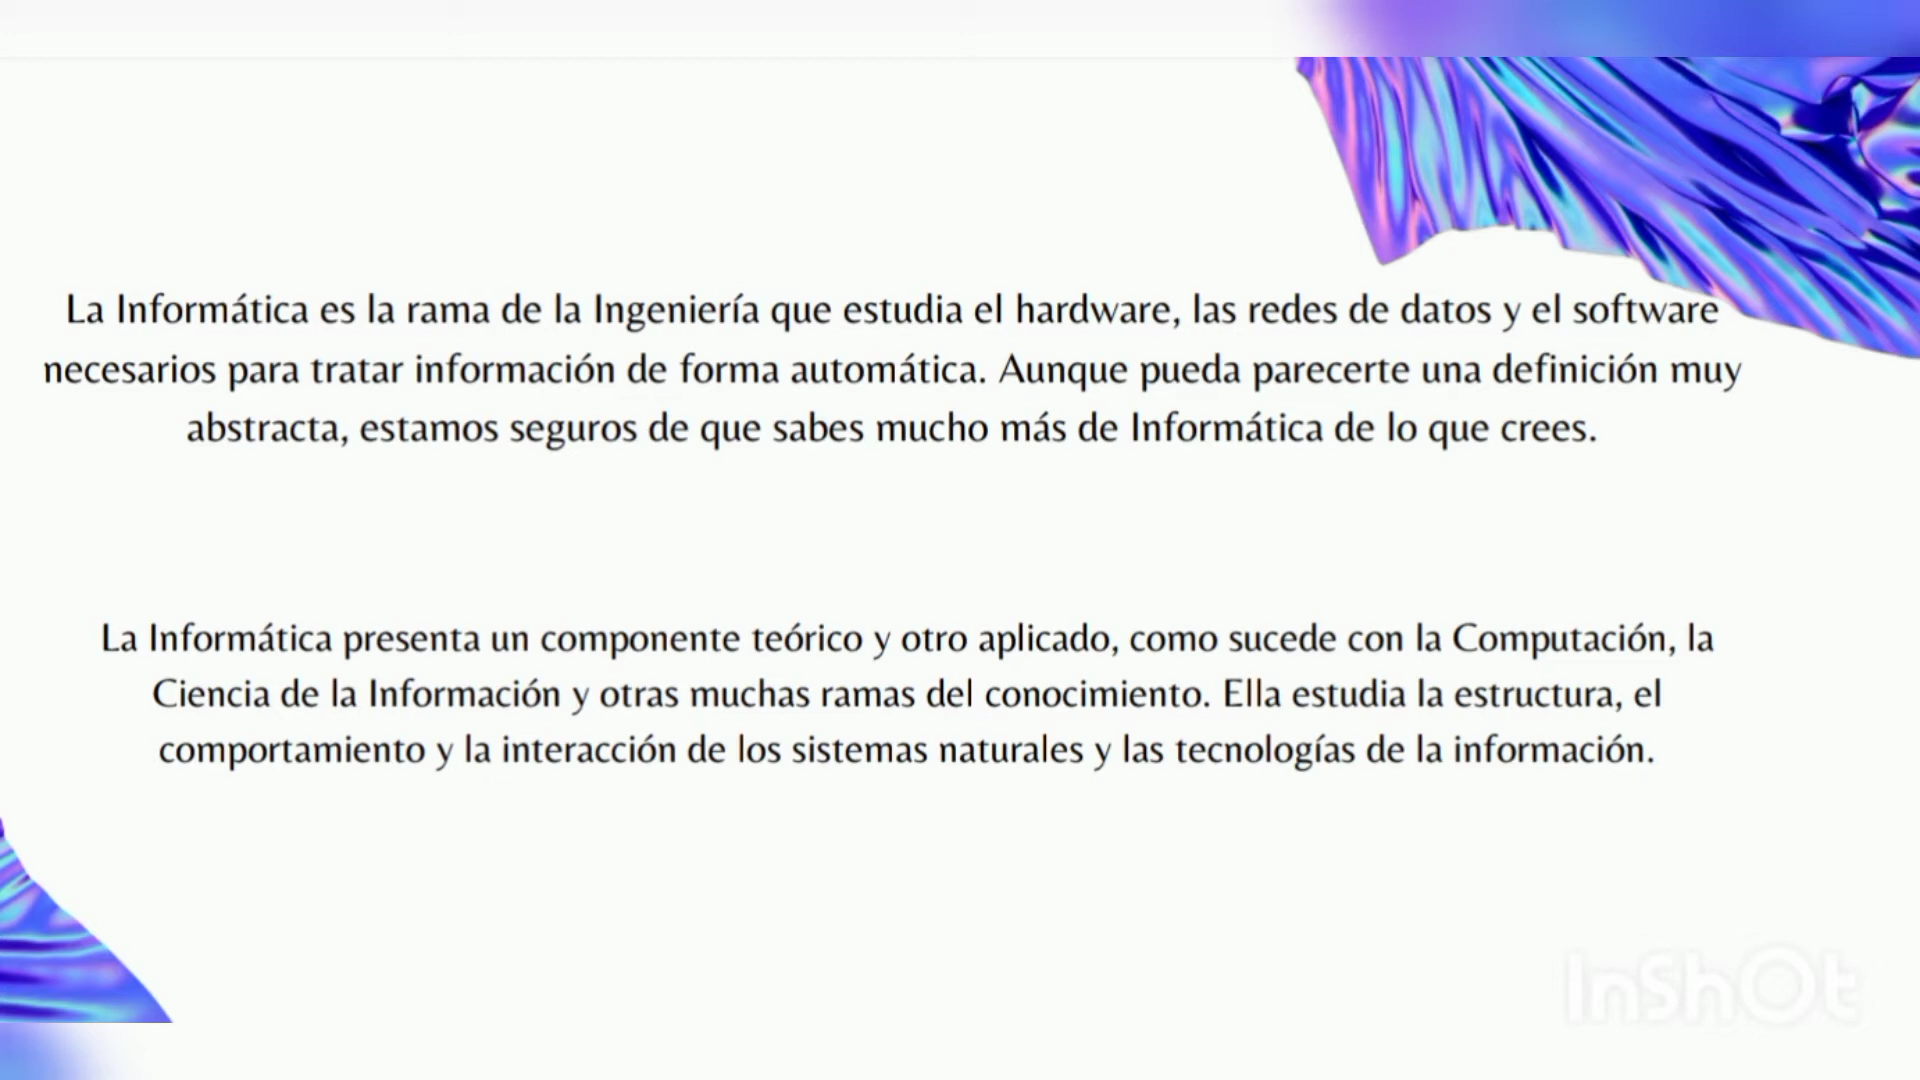 La Informática es la rama de la Ingeniería que estudia el hardware, las redes de datos y el software
necesarios para tratar información de forma automática. Aunque pueda parecerte una definición muy
abstracta, estamos seguros de que sabes mucho más de Informática de lo que crees.
La Informática presenta un componente teórico y otro aplicado, como sucede con la Computación, la
Ciencia de la Información y otras muchas ramas del conocimiento. Ella estudia la estructura, el
comportamiento y la interacción de los sistemas naturales y las tecnologías de la información.
InShOt